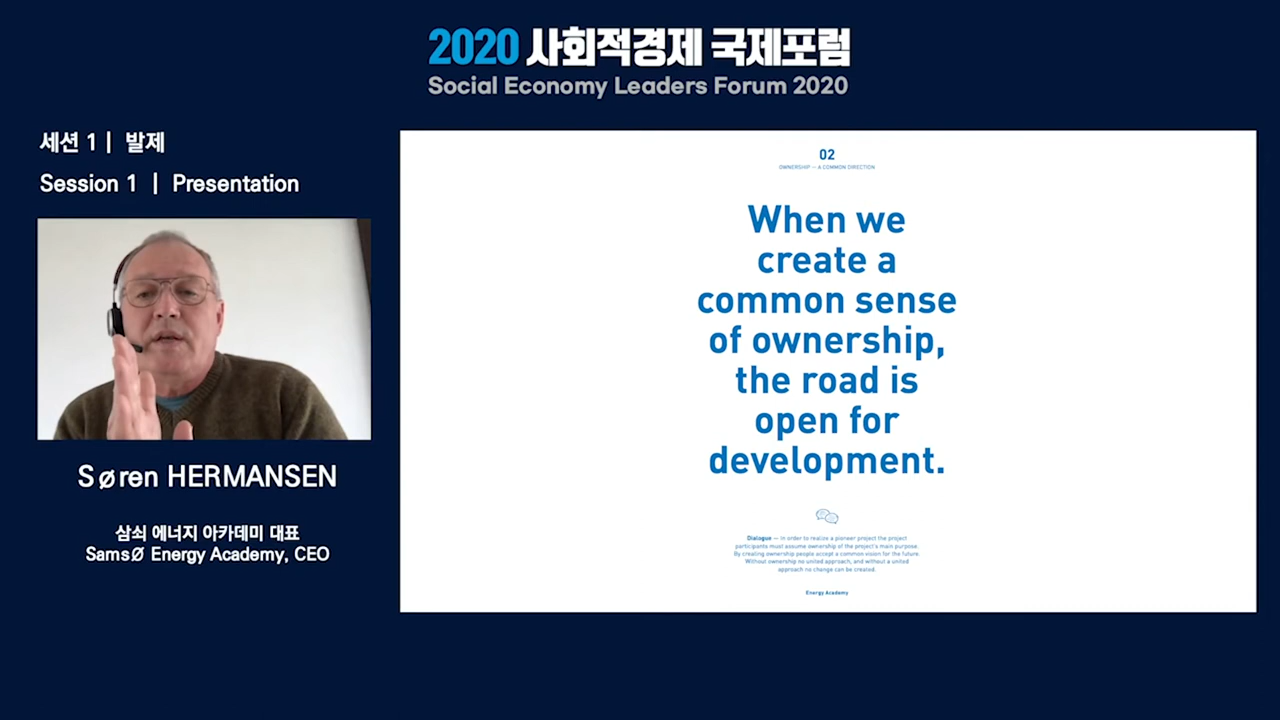 2020 사회적경제 국제포럼
Social Economy Leaders Forum 2020
세션 1 | 발제
Session 1 | Presentation
Søren HERMANSEN
삼쇠 에너지 아카데미 대표
SamsØ Energy Academy, CEO
02
OWNERSHIP — A COMMON DIRECTION
When we
create a
common sense
of ownership,
the road is
open for
development.
Dialogue — In order to realize a pioneer project the project
participants must assume ownership of the project's main purpose.
By creating ownership people accept a common vision for the future.
Without ownership no united approach, and without a united
approach no change can be created.
Energy Academy